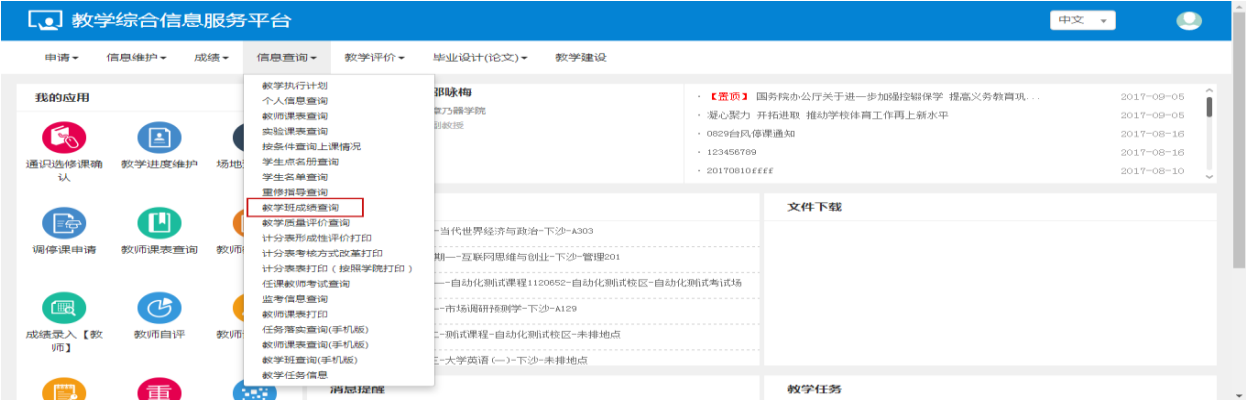 教学综合信息服务平台
中文
申请 信息维护 成绩 信息查询 教学评价 毕业设计(论文) 教学建设
我的应用
通识选修课确认
教学进度维护
场地
调停课申请
教师课表查询
教师
成绩录入【教师】
教师自评
教师
教学执行计划
个人信息查询
教师课表查询
实验课表查询
按条件查询上课情况
学生点名册查询
学生名单查询
重修指导查询
教学班成绩查询
教学质量评价查询
计分表形成性评价打印
计分表考核方式改革打印
计分表表打印（按照学院打印）
任课教师考试查询
监考信息查询
教师课表打印
任务落实查询(手机版)
教师课表查询(手机版)
教学班查询(手机版)
教学任务信息
咏梅
乃器学院
副教授
【置顶】 国务院办公厅关于进一步加强控辍保学 提高义务教育巩... 2017-09-05
凝心聚力 开拓进取 推动学校体育工作再上新水平 2017-09-05
0829台风停课通知 2017-08-16
123456789 2017-08-16
20170810ffff 2017-08-10
-当代世界经济与政治-下沙-A303
期—-互联网思维与创业-下沙-管理201
—-自动化测试课程1120652-自动化测试校区-自动化测试考试场
-市场调研预测学-下沙-A129
-测试课程-自动化测试校区-未排地点
-大学英语(一)-下沙-未排地点
文件下载
消息提醒
教学任务